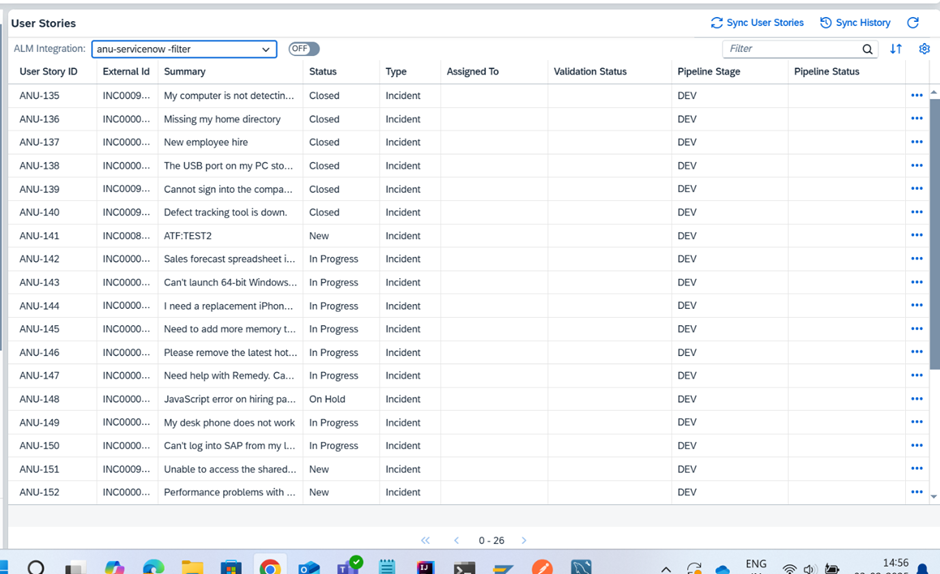 User Stories
Sync User Stories Sync History
ALM Integration: anu-servicenow -filter OFF Filter
User Story ID External Id Summary Status Type Assigned To Validation Status Pipeline Stage Pipeline Status
ANU-135 INC0009... My computer is not detectin... Closed Incident DEV
ANU-136 INC0000... Missing my home directory Closed Incident DEV
ANU-137 INC0000... New employee hire Closed Incident DEV
ANU-138 INC0000... The USB port on my PC sto... Closed Incident DEV
ANU-139 INC0009... Cannot sign into the compa... Closed Incident DEV
ANU-140 INC0009... Defect tracking tool is down. Closed Incident DEV
ANU-141 INC0008... ATF:TEST2 New Incident DEV
ANU-142 INC0000... Sales forecast spreadsheet i... In Progress Incident DEV
ANU-143 INC0000... Can't launch 64-bit Windows... In Progress Incident DEV
ANU-144 INC0000... I need a replacement iPhon... In Progress Incident DEV
ANU-145 INC0000... Need to add more memory t... In Progress Incident DEV
ANU-146 INC0000... Please remove the latest hot... In Progress Incident DEV
ANU-147 INC0000... Need help with Remedy. Ca... In Progress Incident DEV
ANU-148 INC0000... JavaScript error on hiring pa... On Hold Incident DEV
ANU-149 INC0000... My desk phone does not work In Progress Incident DEV
ANU-150 INC0000... Can't log into SAP from my l... In Progress Incident DEV
ANU-151 INC0009... Unable to access the shared... New Incident DEV
ANU-152 INC0000... Performance problems with ... New Incident DEV
0 - 26
ENG 14:56